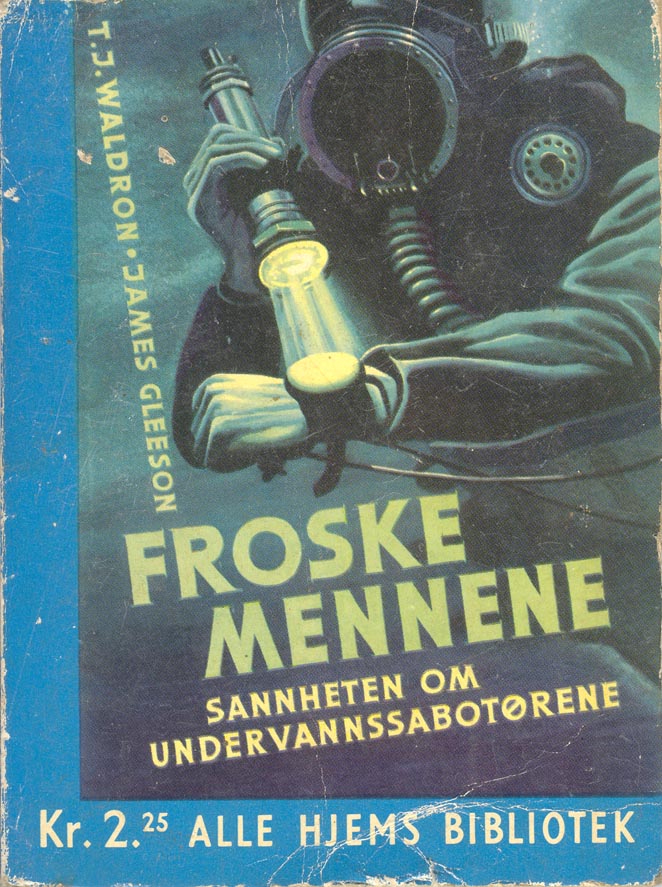 T.J. WALDRON · JAMES GLEESON
FROSKE
MENNENE
SANNHETEN OM
UNDERVANNSSABOTØRENE
Kr. 2.25 ALLE HJEMS BIBLIOTEK